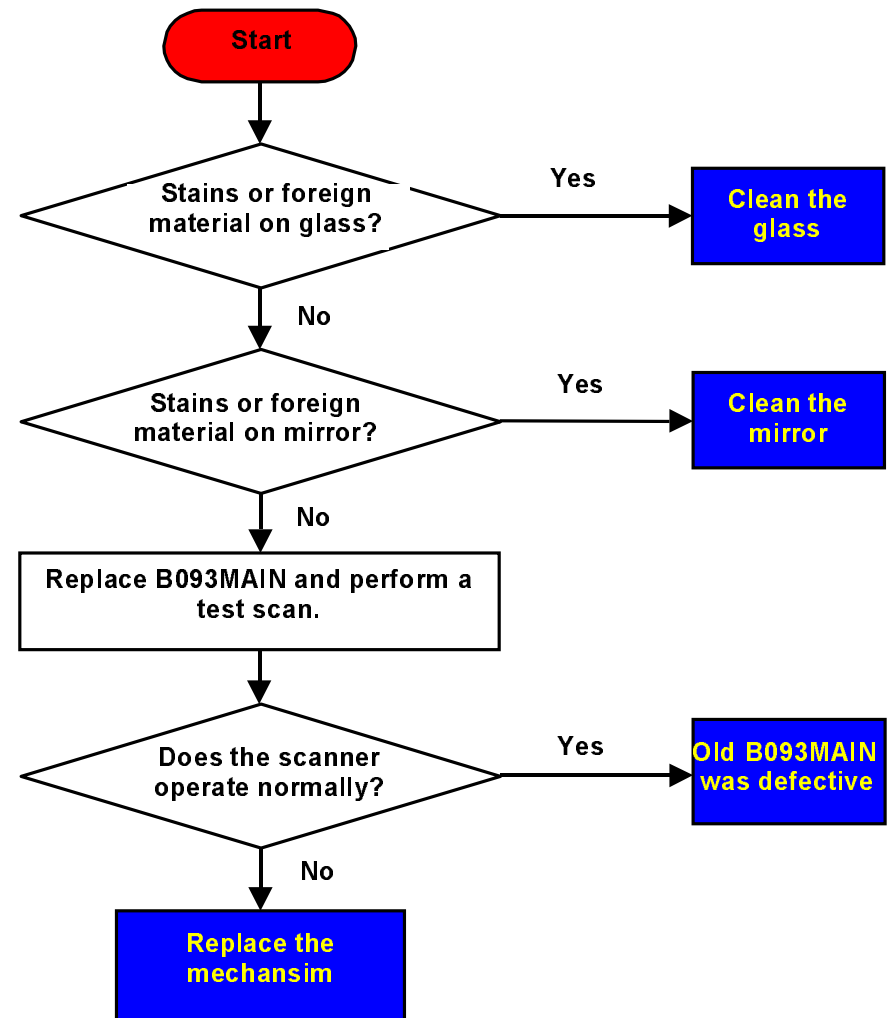 Start
Stains or foreign
material on glass?
Yes
Clean the
glass
No
Stains or foreign
material on mirror?
Yes
Clean the
mirror
No
Replace B093MAIN and perform a
test scan.
Does the scanner
operate normally?
Yes
Old B093MAIN
was defective
No
Replace the
mechansim